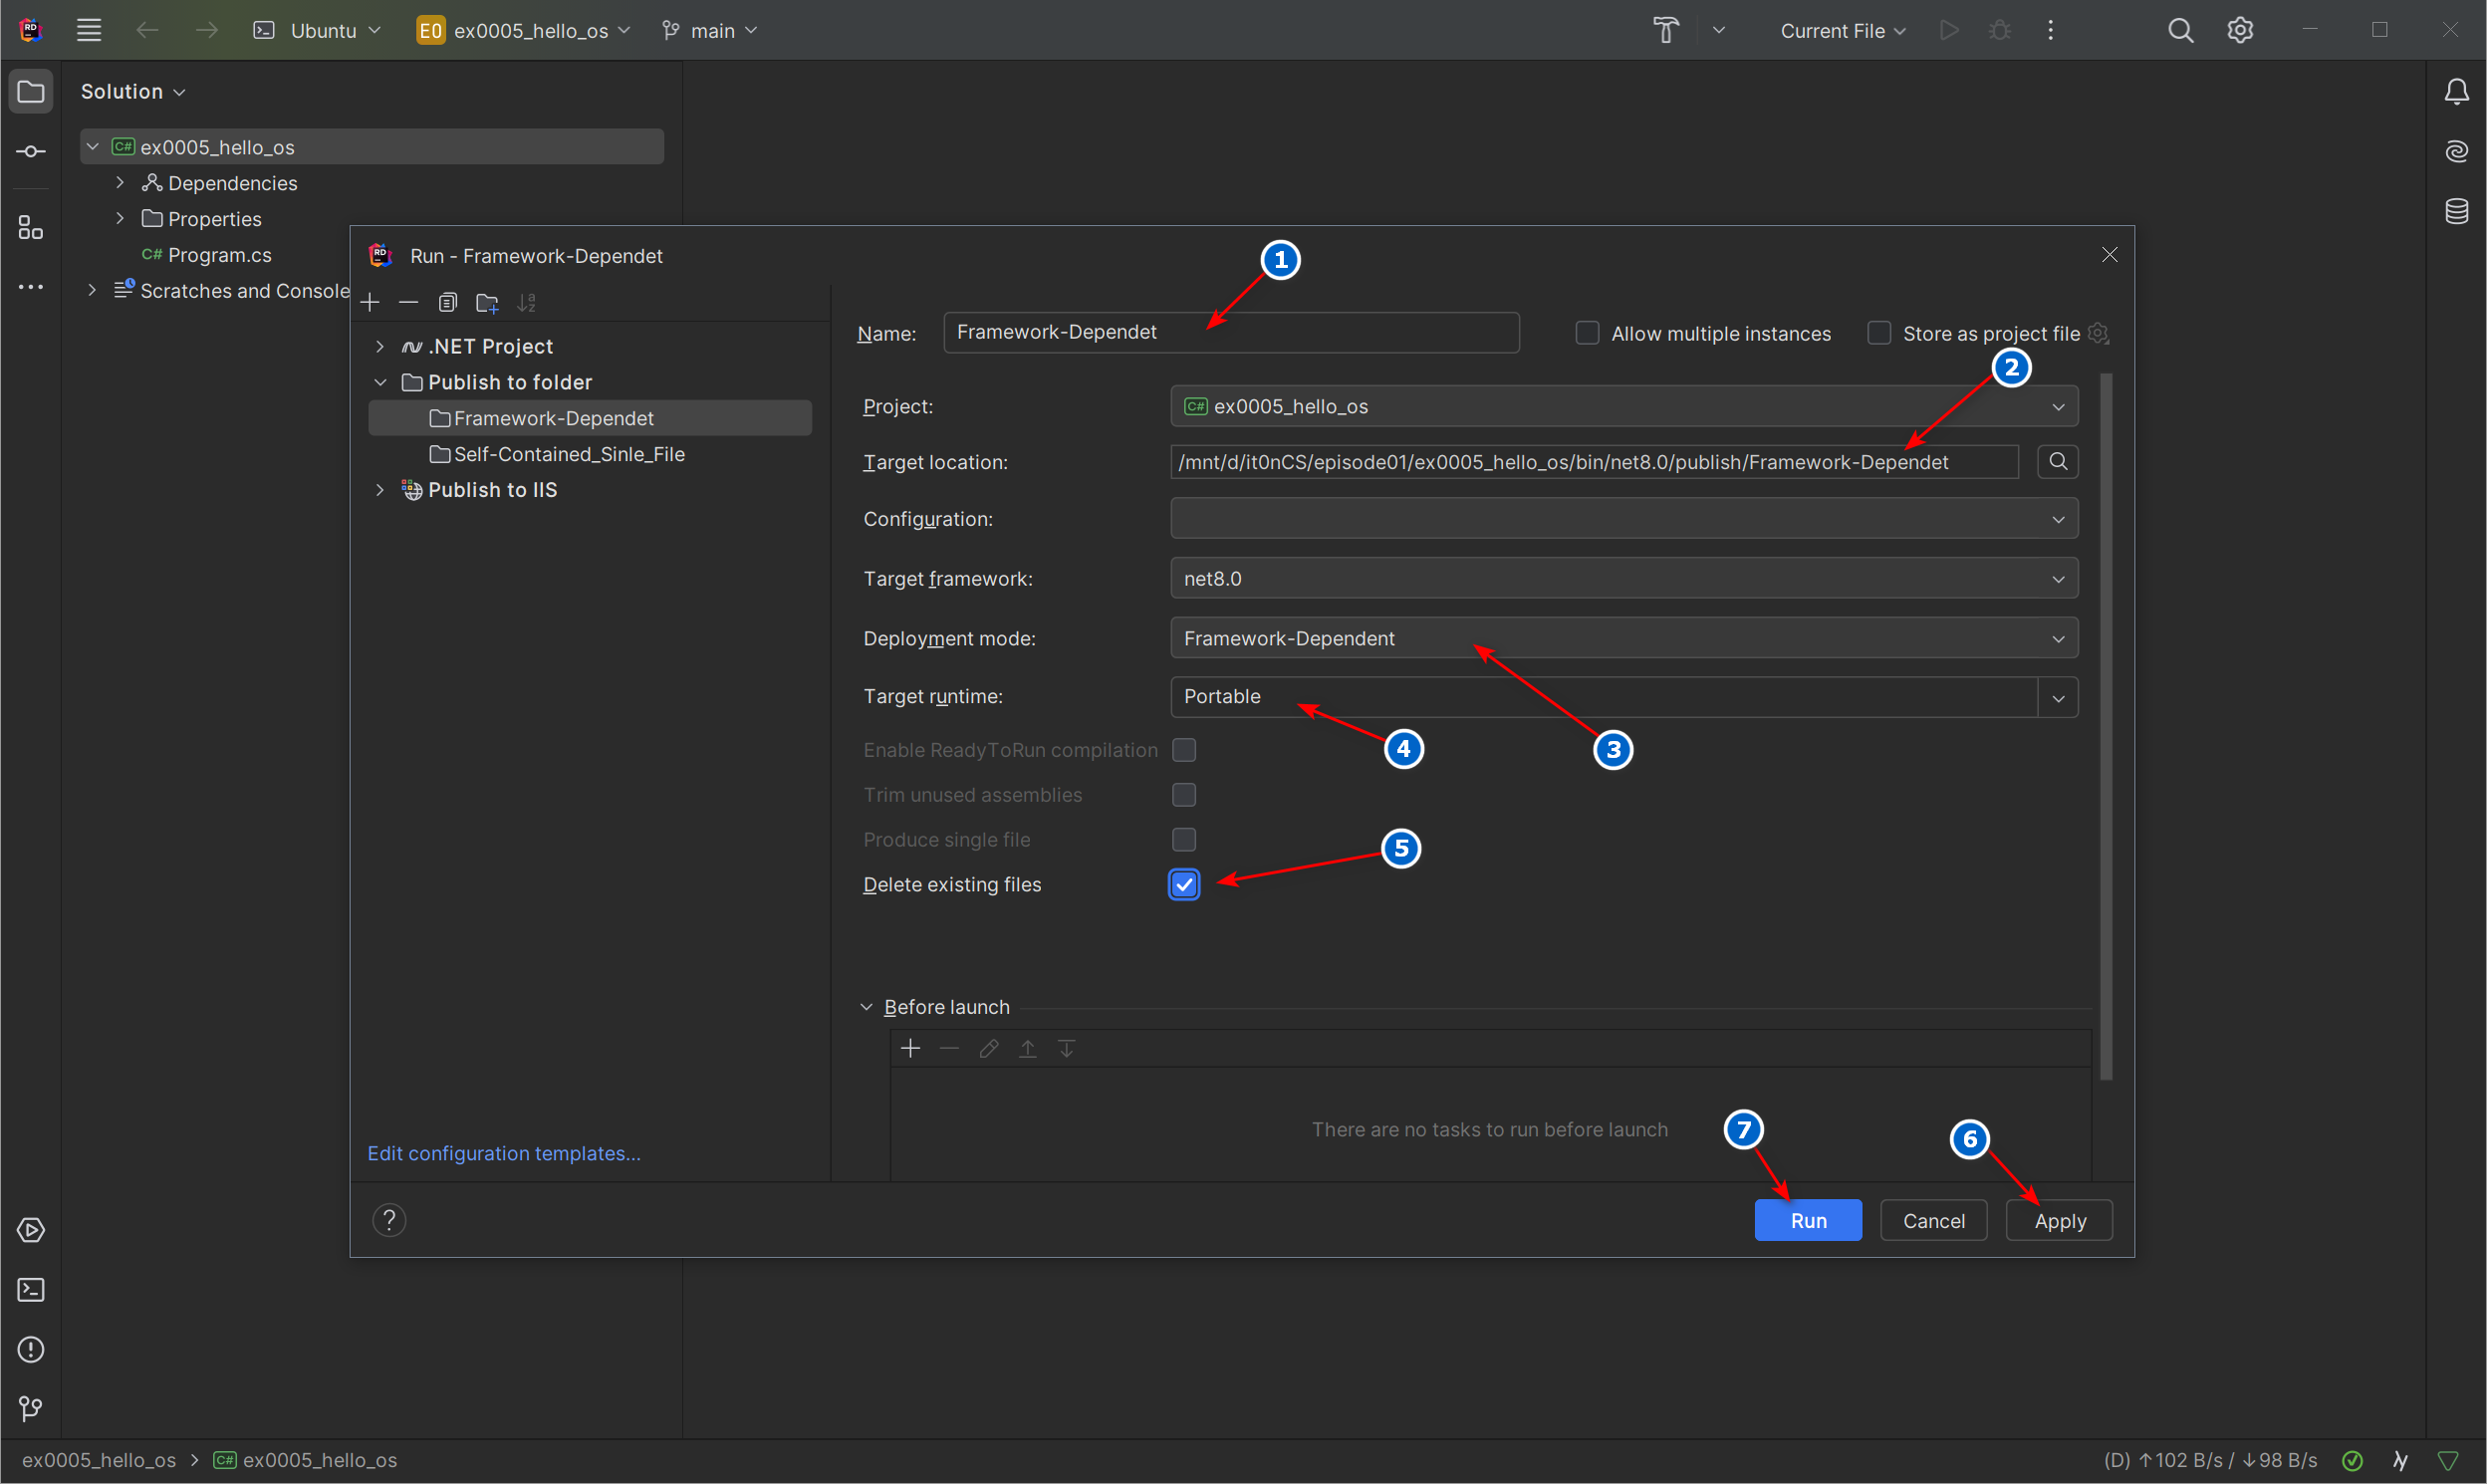 Ubuntu
E0 ex0005_hello_os
main
Current File
Solution
C# ex0005_hello_os
Dependencies
Properties
C# Program.cs
Scratches and Console
Run - Framework-Dependet
1
.NET Project
Publish to folder
Framework-Dependet
Self-Contained_Sinle_File
Publish to IIS
Edit configuration templates...
Name: Framework-Dependet
Allow multiple instances
Store as project file
2
Project: C# ex0005_hello_os
Target location: /mnt/d/it0nCS/episode01/ex0005_hello_os/bin/net8.0/publish/Framework-Dependet
Configuration:
Target framework: net8.0
Deployment mode: Framework-Dependent
Target runtime: Portable
4
3
Enable ReadyToRun compilation
Trim unused assemblies
Produce single file
5
Delete existing files
Before launch
There are no tasks to run before launch
7
6
?
Run
Cancel
Apply
ex0005_hello_os > C# ex0005_hello_os
(D) ↑102 B/s / ↓98 B/s